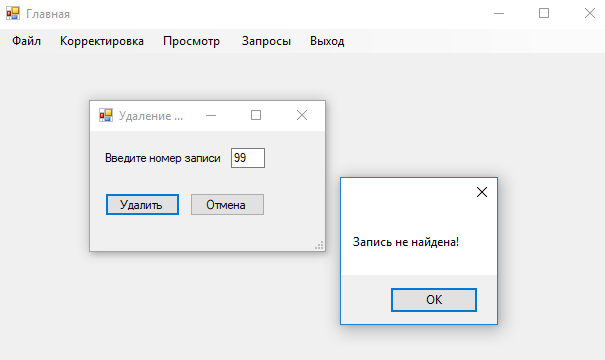 Главная
Файл Корректировка Просмотр Запросы Выход
Удаление ...
Введите номер записи 99
Удалить Отмена
Запись не найдена!
OK